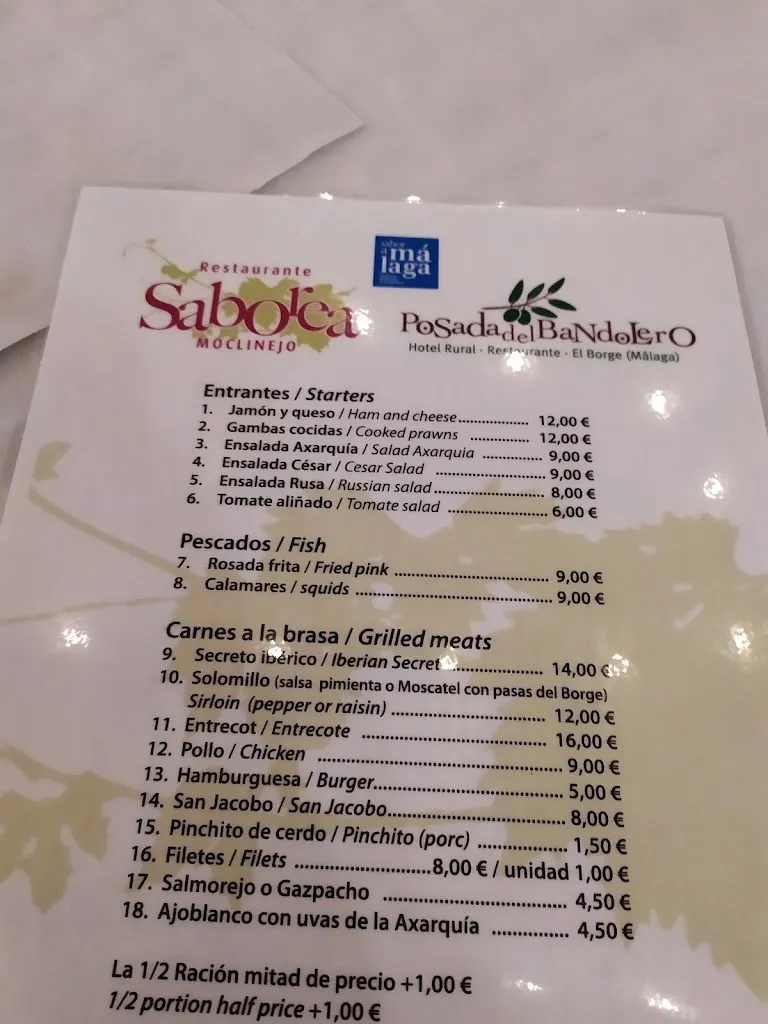 Restaurante
Saborea
MOCLINEJO
sabor
a má
laga
Posada del Bandolero
Hotel Rural - Restaurante - El Borge (Málaga)
Entrantes / Starters
1. Jamón y queso / Ham and cheese.................. 12,00 €
2. Gambas cocidas / Cooked prawns ............... 12,00 €
3. Ensalada Axarquía / Salad Axarquia ............... 9,00 €
4. Ensalada César / Cesar Salad ............................ 9,00 €
5. Ensalada Rusa / Russian salad............................ 8,00 €
6. Tomate aliñado / Tomate salad ......................... 6,00 €
Pescados / Fish
7. Rosada frita / Fried pink ...................................... 9,00 €
8. Calamares / squids ................................................ 9,00 €
Carnes a la brasa / Grilled meats
9. Secreto ibérico / Iberian Secret ...................... 14,00 €
10. Solomillo (salsa pimienta o Moscatel con pasas del Borge)
Sirloin (pepper or raisin) ..................................... 12,00 €
11. Entrecot / Entrecote ............................................ 16,00 €
12. Pollo / Chicken .......................................................... 9,00 €
13. Hamburguesa / Burger............................................ 5,00 €
14. San Jacobo / San Jacobo......................................... 8,00 €
15. Pinchito de cerdo / Pinchito (porc) .................... 1,50 €
16. Filetes / Filets ..............................8,00 € / unidad 1,00 €
17. Salmorejo o Gazpacho ........................................ 4,50 €
18. Ajoblanco con uvas de la Axarquía ................ 4,50 €
La 1/2 Ración mitad de precio +1,00 €
1/2 portion half price +1,00 €